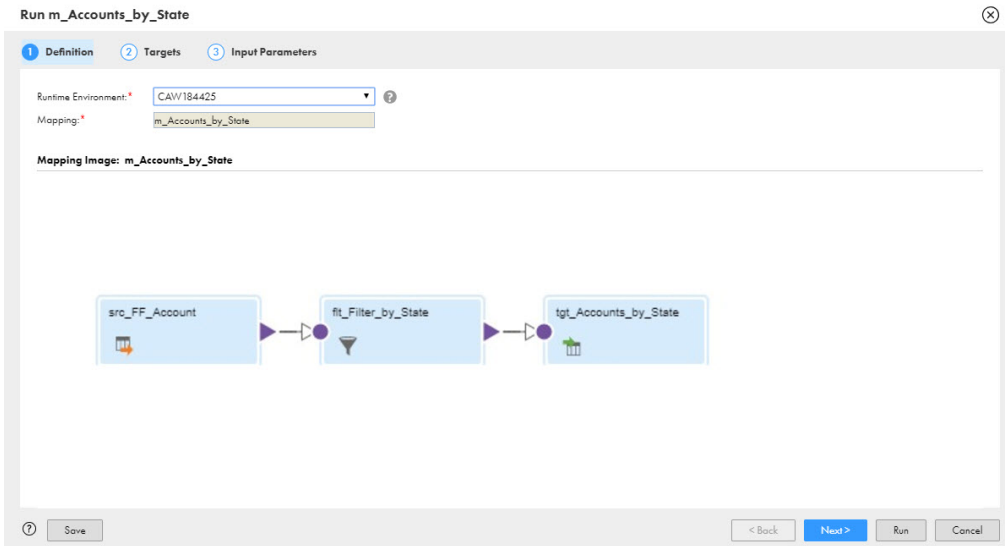 Run m_Accounts_by_State
1 Definition 2 Targets 3 Input Parameters
Runtime Environment:* CAW184425 ?
Mapping:* m_Accounts_by_State
Mapping Image: m_Accounts_by_State
src_FF_Account flt_Filter_by_State tgt_Accounts_by_State
? Save < Back Next > Run Cancel